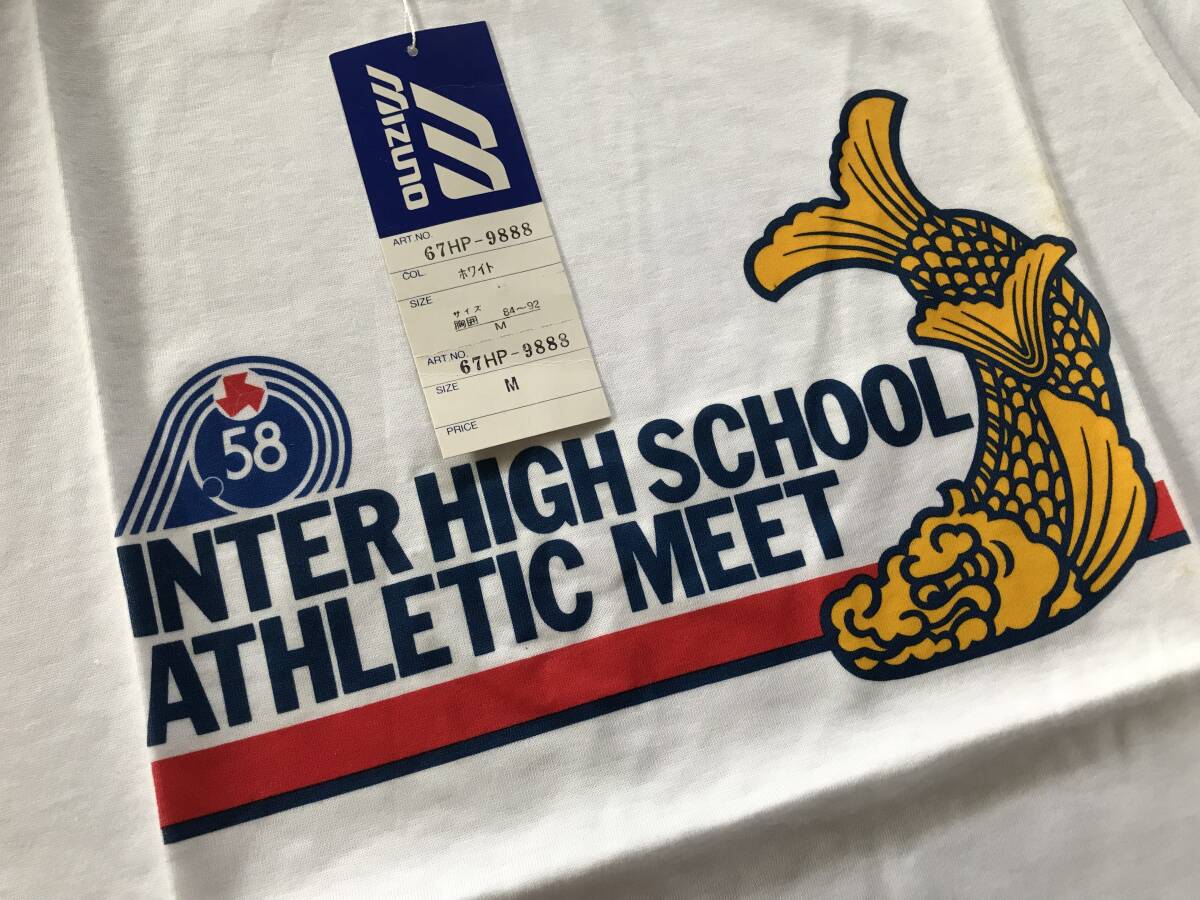 MIZUNO
ART NO. 67HP-9888
COL ホワイト
SIZE
サイズ
胸囲 84〜92
M
ART NO. 67HP-9888
SIZE M
PRICE
58
INTER HIGH SCHOOL
ATHLETIC MEET